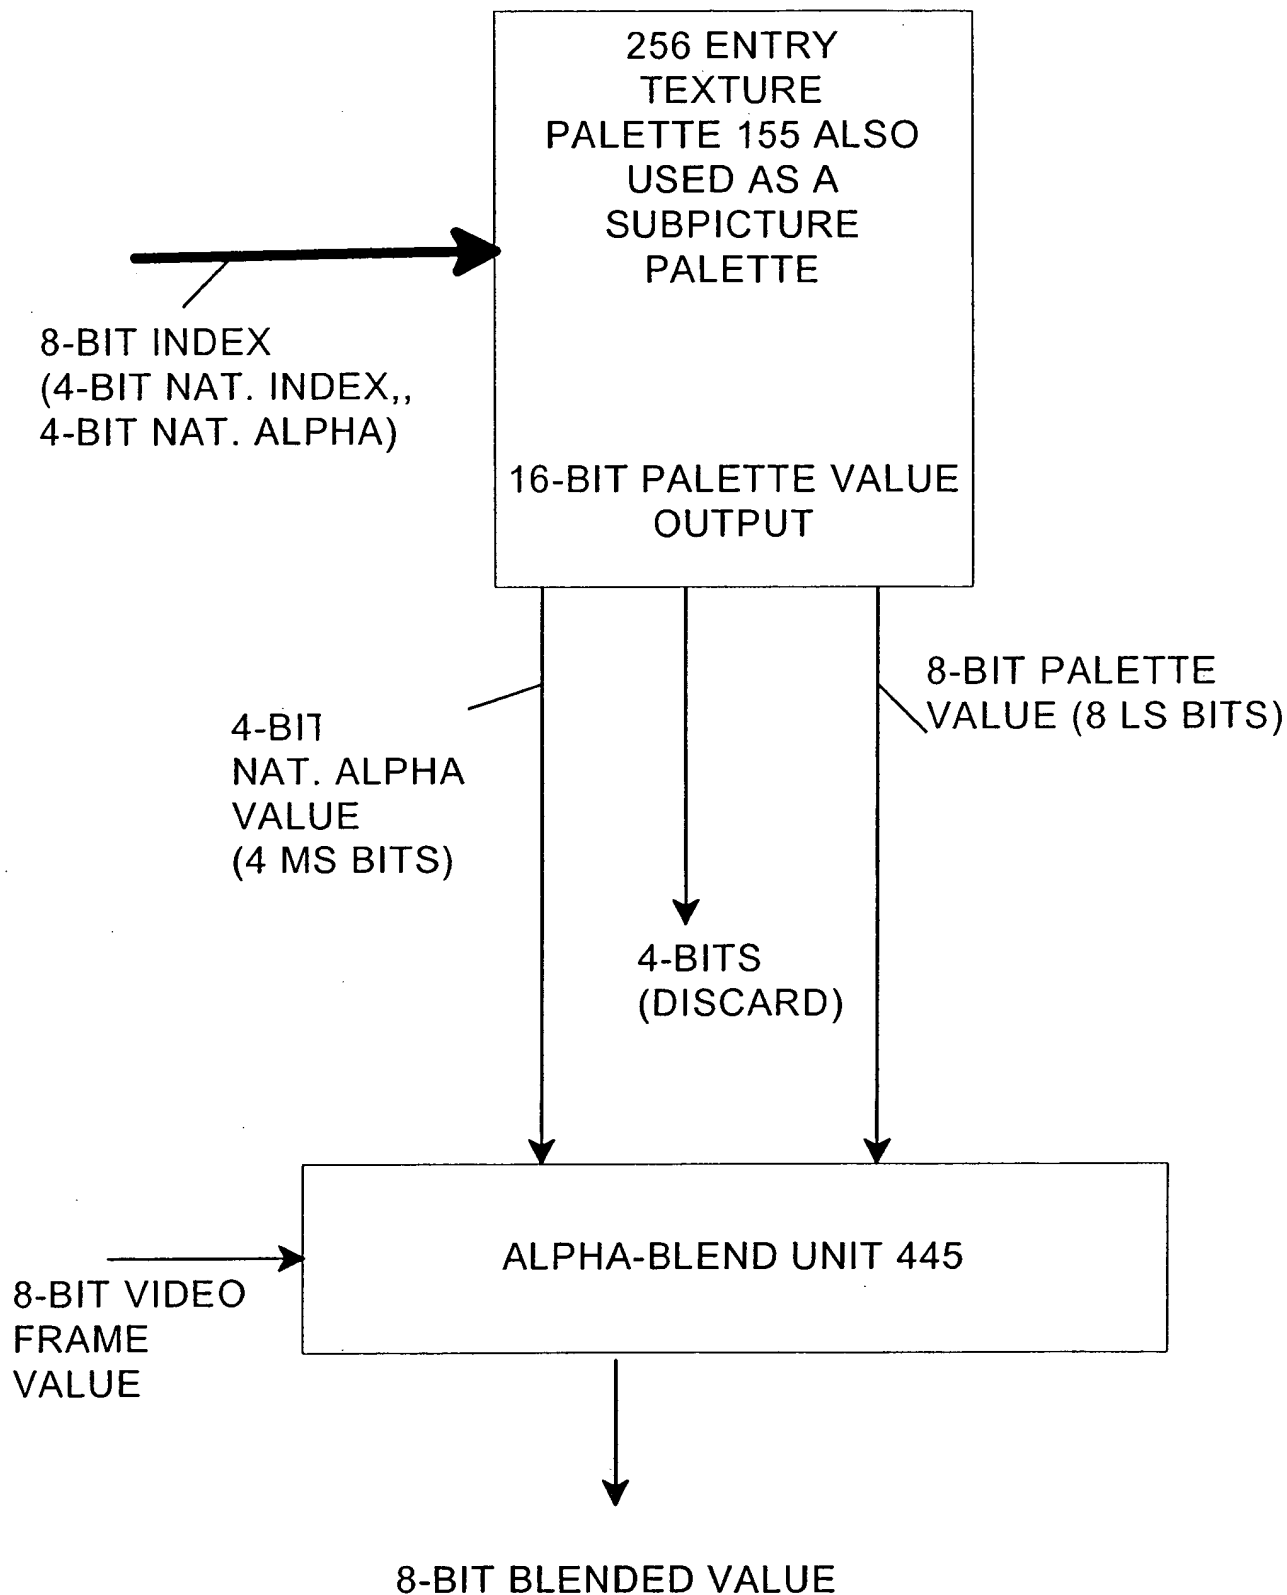 256 ENTRY
TEXTURE
PALETTE 155 ALSO
USED AS A
SUBPICTURE
PALETTE
8-BIT INDEX
(4-BIT NAT. INDEX,,
4-BIT NAT. ALPHA)
16-BIT PALETTE VALUE
OUTPUT
8-BIT PALETTE
VALUE (8 LS BITS)
4-BIT
NAT. ALPHA
VALUE
(4 MS BITS)
4-BITS
(DISCARD)
ALPHA-BLEND UNIT 445
8-BIT VIDEO
FRAME
VALUE
8-BIT BLENDED VALUE